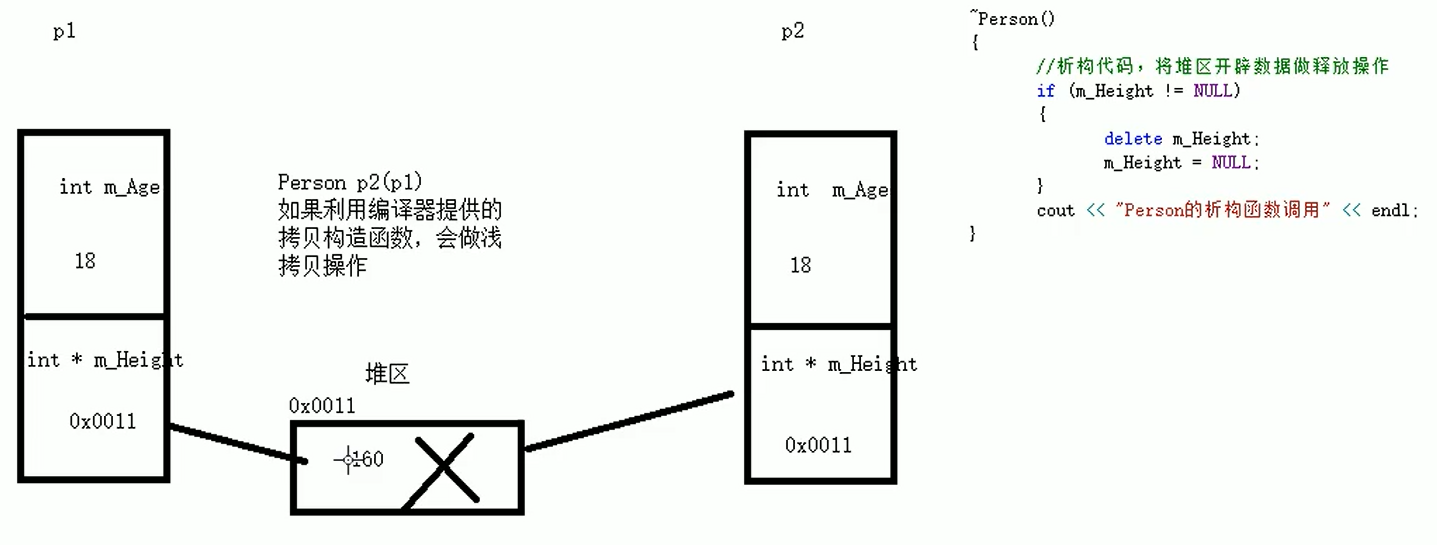 p1
int m_Age
18
int * m_Height
0x0011
Person p2(p1)
如果利用编译器提供的
拷贝构造函数，会做浅
拷贝操作
堆区
0x0011
160
p2
int  m_Age
18
int * m_Height
0x0011
~Person()
{
//析构代码，将堆区开辟数据做释放操作
if (m_Height != NULL)
{
delete m_Height;
m_Height = NULL;
}
cout << "Person的析构函数调用" << endl;
}